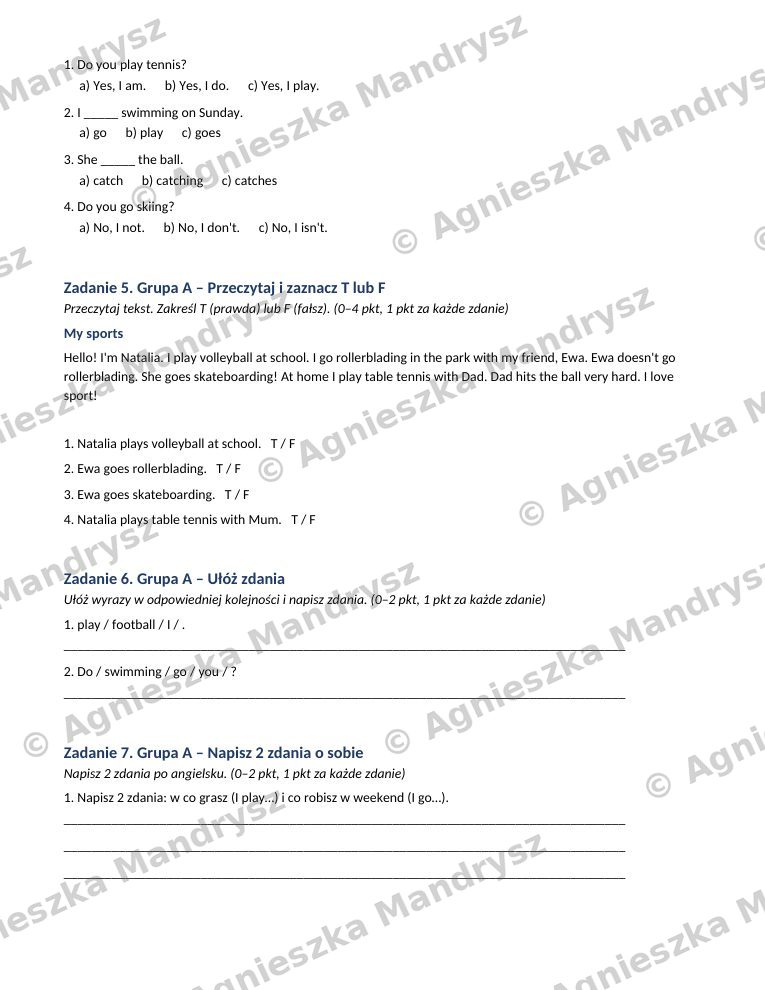 1. Do you play tennis?
a) Yes, I am. b) Yes, I do. c) Yes, I play.
2. I _____ swimming on Sunday.
a) go b) play c) goes
3. She _____ the ball.
a) catch b) catching c) catches
4. Do you go skiing?
a) No, I not. b) No, I don't. c) No, I isn't.
Zadanie 5. Grupa A – Przeczytaj i zaznacz T lub F
Przeczytaj tekst. Zakreśl T (prawda) lub F (fałsz). (0–4 pkt, 1 pkt za każde zdanie)
My sports
Hello! I'm Natalia. I play volleyball at school. I go rollerblading in the park with my friend, Ewa. Ewa doesn't go
rollerblading. She goes skateboarding! At home I play table tennis with Dad. Dad hits the ball very hard. I love
sport!
1. Natalia plays volleyball at school. T / F
2. Ewa goes rollerblading. T / F
3. Ewa goes skateboarding. T / F
4. Natalia plays table tennis with Mum. T / F
Zadanie 6. Grupa A – Ułóż zdania
Ułóż wyrazy w odpowiedniej kolejności i napisz zdania. (0–2 pkt, 1 pkt za każde zdanie)
1. play / football / I / .
2. Do / swimming / go / you / ?
Zadanie 7. Grupa A – Napisz 2 zdania o sobie
Napisz 2 zdania po angielsku. (0–2 pkt, 1 pkt za każde zdanie)
1. Napisz 2 zdania: w co grasz (I play…) i co robisz w weekend (I go…).
© Agnieszka Mandrysz